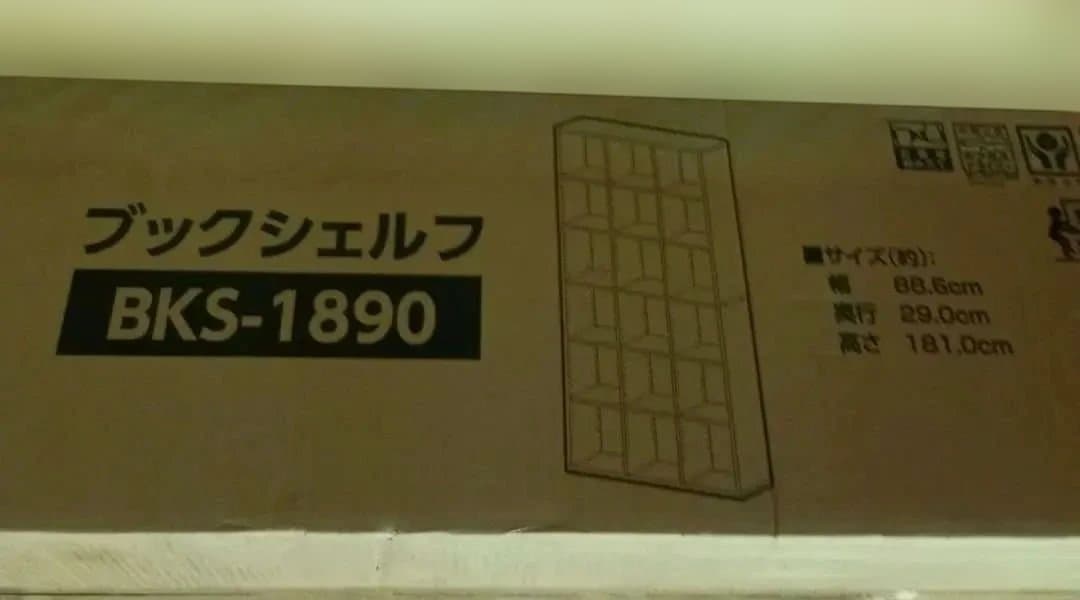 ブックシェルフ
BKS-1890
■サイズ(約):
幅 88.6cm
奥行 29.0cm
高さ 181.0cm